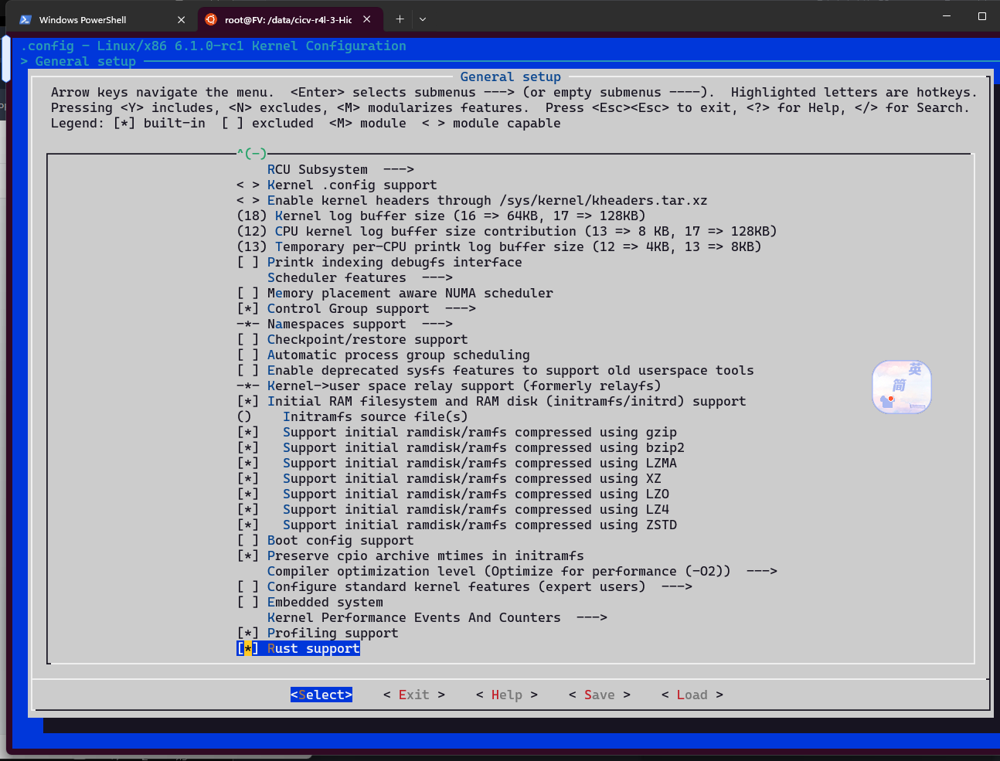 Windows PowerShell
root@FV: /data/cicv-r4l-3-Hic
.config - Linux/x86 6.1.0-rc1 Kernel Configuration
> General setup
General setup
Arrow keys navigate the menu.  <Enter> selects submenus ---> (or empty submenus ----).  Highlighted letters are hotkeys.
Pressing <Y> includes, <N> excludes, <M> modularizes features.  Press <Esc><Esc> to exit, <?> for Help, </> for Search.
Legend: [*] built-in  [ ] excluded  <M> module  < > module capable
^(-)
RCU Subsystem  --->
< > Kernel .config support
< > Enable kernel headers through /sys/kernel/kheaders.tar.xz
(18) Kernel log buffer size (16 => 64KB, 17 => 128KB)
(12) CPU kernel log buffer size contribution (13 => 8 KB, 17 => 128KB)
(13) Temporary per-CPU printk log buffer size (12 => 4KB, 13 => 8KB)
[ ] Printk indexing debugfs interface
Scheduler features  --->
[ ] Memory placement aware NUMA scheduler
[*] Control Group support  --->
-*- Namespaces support  --->
[ ] Checkpoint/restore support
[ ] Automatic process group scheduling
[ ] Enable deprecated sysfs features to support old userspace tools
-*- Kernel->user space relay support (formerly relayfs)
[*] Initial RAM filesystem and RAM disk (initramfs/initrd) support
()    Initramfs source file(s)
[*]   Support initial ramdisk/ramfs compressed using gzip
[*]   Support initial ramdisk/ramfs compressed using bzip2
[*]   Support initial ramdisk/ramfs compressed using LZMA
[*]   Support initial ramdisk/ramfs compressed using XZ
[*]   Support initial ramdisk/ramfs compressed using LZO
[*]   Support initial ramdisk/ramfs compressed using LZ4
[*]   Support initial ramdisk/ramfs compressed using ZSTD
[ ] Boot config support
[*] Preserve cpio archive mtimes in initramfs
Compiler optimization level (Optimize for performance (-O2))  --->
[ ] Configure standard kernel features (expert users)  --->
[ ] Embedded system
Kernel Performance Events And Counters  --->
[*] Profiling support
[*] Rust support
<Select>    < Exit >    < Help >    < Save >    < Load >
英
简